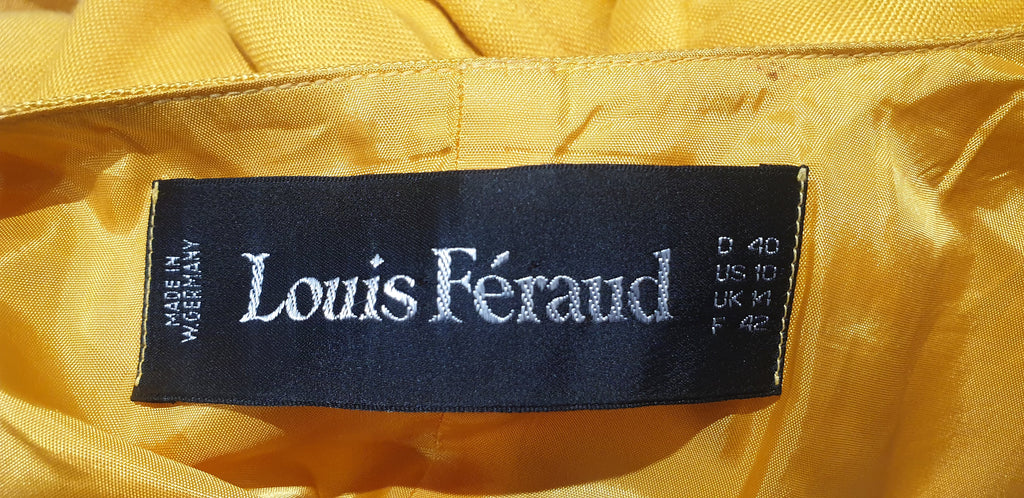 MADE IN
W.GERMANY
Louis Féraud
D 40
US 10
UK 14
F 42